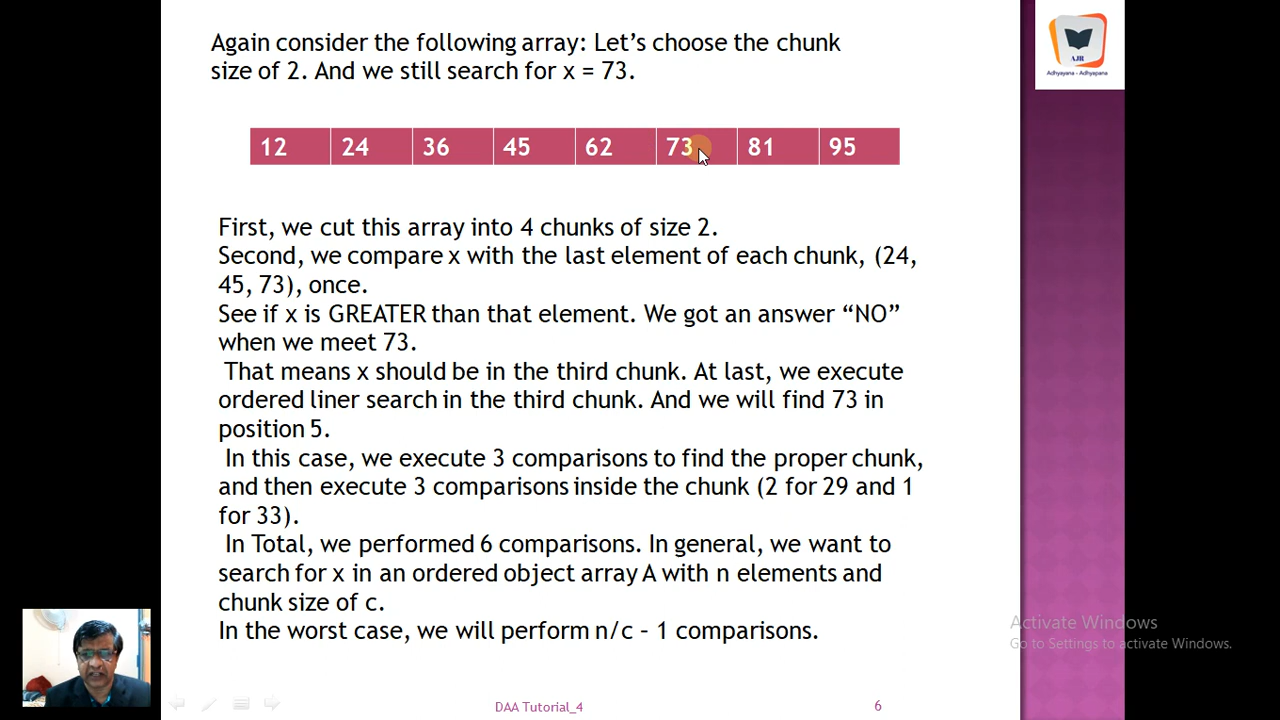 Again consider the following array: Let’s choose the chunk
size of 2. And we still search for x = 73.
AJR
Adhyayana - Adhyapana
12 24 36 45 62 73 81 95
First, we cut this array into 4 chunks of size 2.
Second, we compare x with the last element of each chunk, (24,
45, 73), once.
See if x is GREATER than that element. We got an answer “NO”
when we meet 73.
That means x should be in the third chunk. At last, we execute
ordered liner search in the third chunk. And we will find 73 in
position 5.
In this case, we execute 3 comparisons to find the proper chunk,
and then execute 3 comparisons inside the chunk (2 for 29 and 1
for 33).
In Total, we performed 6 comparisons. In general, we want to
search for x in an ordered object array A with n elements and
chunk size of c.
In the worst case, we will perform n/c – 1 comparisons.
Activate Windows
Go to Settings to activate Windows.
DAA Tutorial_4
6